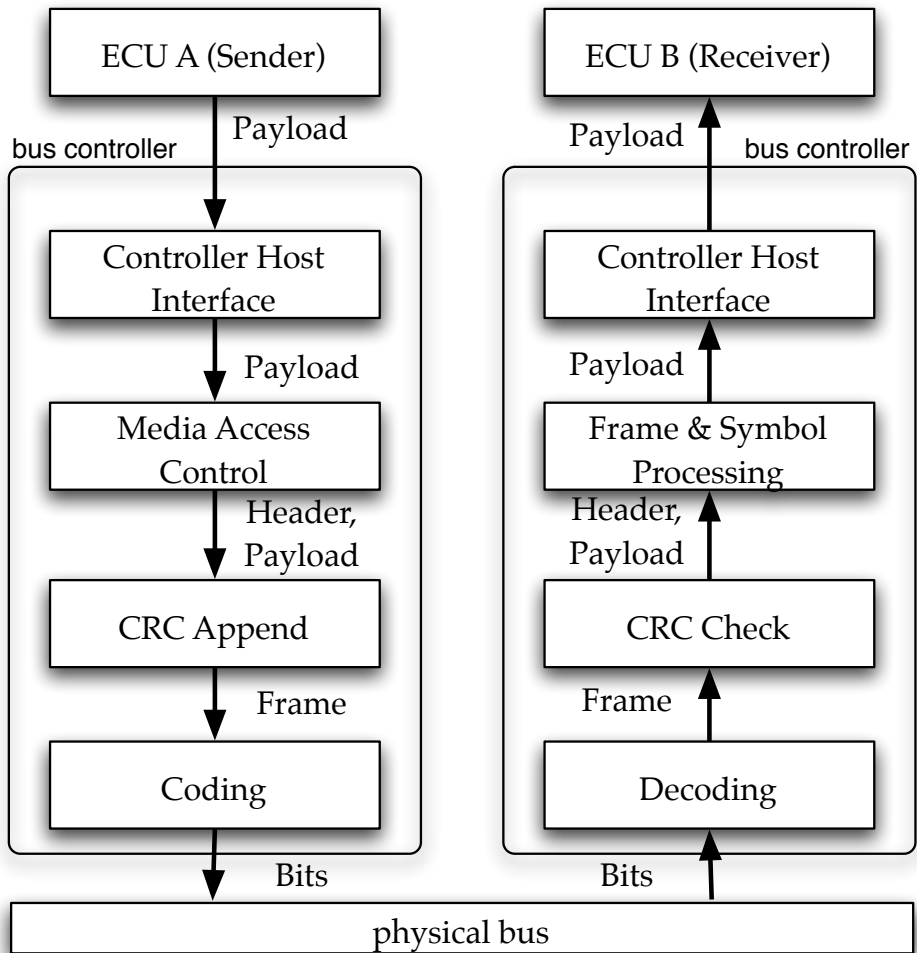 ECU A (Sender)
Payload
bus controller
Controller Host
Interface
Payload
Media Access
Control
Header,
Payload
CRC Append
Frame
Coding
Bits
ECU B (Receiver)
Payload
bus controller
Controller Host
Interface
Payload
Frame & Symbol
Processing
Header,
Payload
CRC Check
Frame
Decoding
Bits
physical bus